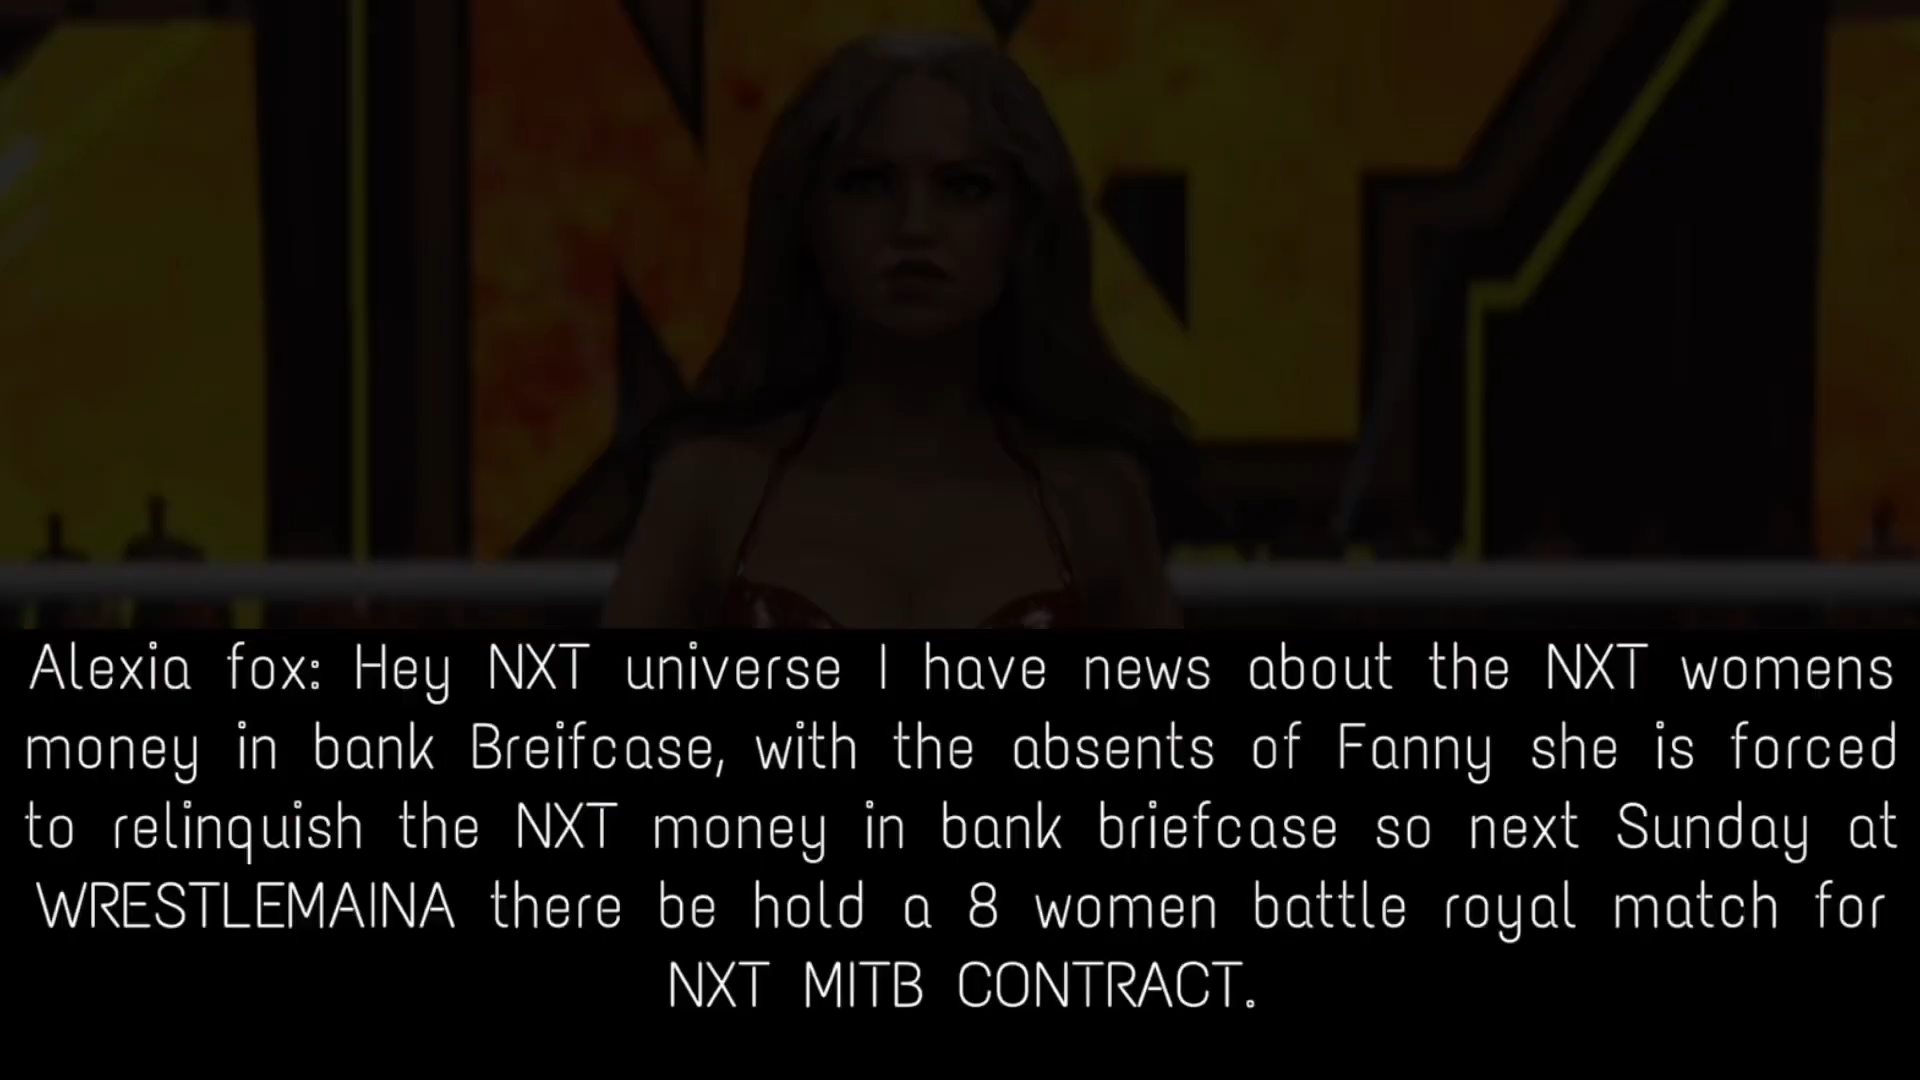 Alexia fox: Hey NXT universe I have news about the NXT womens
money in bank Breifcase, with the absents of Fanny she is forced
to relinquish the NXT money in bank briefcase so next Sunday at
WRESTLEMAINA there be hold a 8 women battle royal match for
NXT MITB CONTRACT.